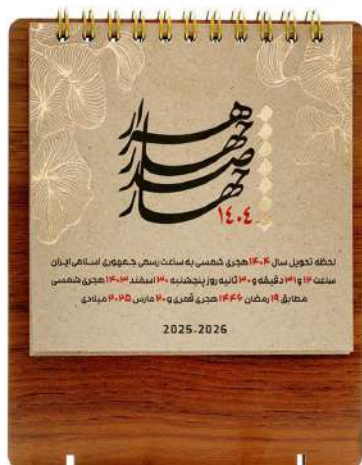 هزار
چهارصد
چهار
۱۴۰۴
لحظه تحویل سال ۱۴۰۴ هجری شمسی به ساعت رسمی جمهوری اسلامی ایران
ساعت ۱۲ و ۳۱ دقیقه و ۳۰ ثانیه روز پنجشنبه ۳۰ اسفند ۱۴۰۳ هجری شمسی
مطابق ۱۹ رمضان ۱۴۴۶ هجری قمری و ۲۰ مارس ۲۰۲۵ میلادی
2025-2026